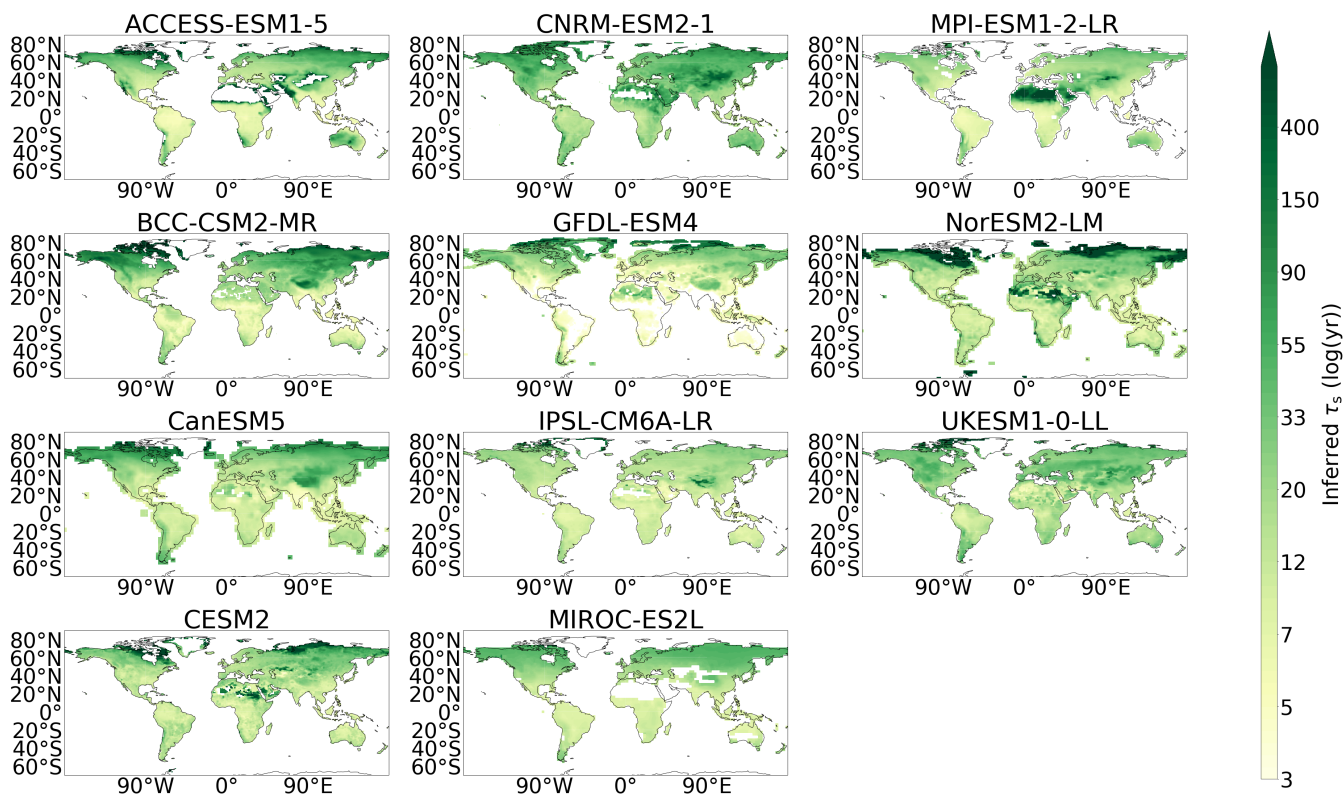 ACCESS-ESM1-5
CNRM-ESM2-1
MPI-ESM1-2-LR
80°N
60°N
40°N
20°N
0°
20°S
40°S
60°S
90°W 0° 90°E
80°N
60°N
40°N
20°N
0°
20°S
40°S
60°S
90°W 0° 90°E
80°N
60°N
40°N
20°N
0°
20°S
40°S
60°S
90°W 0° 90°E
BCC-CSM2-MR
GFDL-ESM4
NorESM2-LM
80°N
60°N
40°N
20°N
0°
20°S
40°S
60°S
90°W 0° 90°E
80°N
60°N
40°N
20°N
0°
20°S
40°S
60°S
90°W 0° 90°E
80°N
60°N
40°N
20°N
0°
20°S
40°S
60°S
90°W 0° 90°E
CanESM5
IPSL-CM6A-LR
UKESM1-0-LL
80°N
60°N
40°N
20°N
0°
20°S
40°S
60°S
90°W 0° 90°E
80°N
60°N
40°N
20°N
0°
20°S
40°S
60°S
90°W 0° 90°E
80°N
60°N
40°N
20°N
0°
20°S
40°S
60°S
90°W 0° 90°E
CESM2
MIROC-ES2L
80°N
60°N
40°N
20°N
0°
20°S
40°S
60°S
90°W 0° 90°E
80°N
60°N
40°N
20°N
0°
20°S
40°S
60°S
90°W 0° 90°E
400
150
90
55
33
20
12
7
5
3
Inferred τs (log(yr))